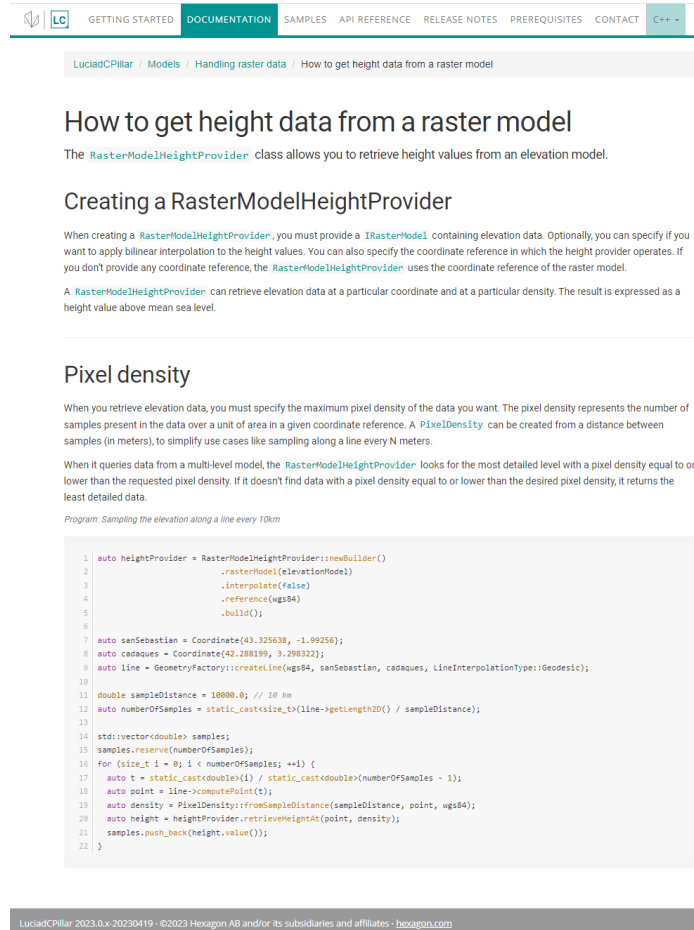 LC GETTING STARTED DOCUMENTATION SAMPLES API REFERENCE RELEASE NOTES PREREQUISITES CONTACT C++
LuciadCPillar / Models / Handling raster data / How to get height data from a raster model
How to get height data from a raster model
The RasterModelHeightProvider class allows you to retrieve height values from an elevation model.
Creating a RasterModelHeightProvider
When creating a RasterModelHeightProvider, you must provide a IRasterModel containing elevation data. Optionally, you can specify if you
want to apply bilinear interpolation to the height values. You can also specify the coordinate reference in which the height provider operates. If
you don't provide any coordinate reference, the RasterModelHeightProvider uses the coordinate reference of the raster model.
A RasterModelHeightProvider can retrieve elevation data at a particular coordinate and at a particular density. The result is expressed as a
height value above mean sea level.
Pixel density
When you retrieve elevation data, you must specify the maximum pixel density of the data you want. The pixel density represents the number of
samples present in the data over a unit of area in a given coordinate reference. A PixelDensity can be created from a distance between
samples (in meters), to simplify use cases like sampling along a line every N meters.
When it queries data from a multi-level model, the RasterModelHeightProvider looks for the most detailed level with a pixel density equal to or
lower than the requested pixel density. If it doesn't find data with a pixel density equal to or lower than the desired pixel density, it returns the
least detailed data.
Program: Sampling the elevation along a line every 10km
1 auto heightProvider = RasterModelHeightProvider::newBuilder()
2 .rasterModel(elevationModel)
3 .interpolate(false)
4 .reference(wgs84)
5 .build();
6
7 auto sanSebastian = Coordinate{43.325638, -1.99256};
8 auto cadaques = Coordinate{42.288199, 3.298322};
9 auto line = GeometryFactory::createLine(wgs84, sanSebastian, cadaques, LineInterpolationType::Geodesic);
10
11 double sampleDistance = 10000.0; // 10 km
12 auto numberOfSamples = static_cast<size_t>(line->getLength2D() / sampleDistance);
13
14 std::vector<double> samples;
15 samples.reserve(numberOfSamples);
16 for (size_t i = 0; i < numberOfSamples; ++i) {
17 auto t = static_cast<double>(i) / static_cast<double>(numberOfSamples - 1);
18 auto point = line->computePoint(t);
19 auto density = PixelDensity::fromSampleDistance(sampleDistance, point, wgs84);
20 auto height = heightProvider.retrieveHeightAt(point, density);
21 samples.push_back(height.value());
22 }
LuciadCPillar 2023.0.x-20230419 · ©2023 Hexagon AB and/or its subsidiaries and affiliates · hexagon.com